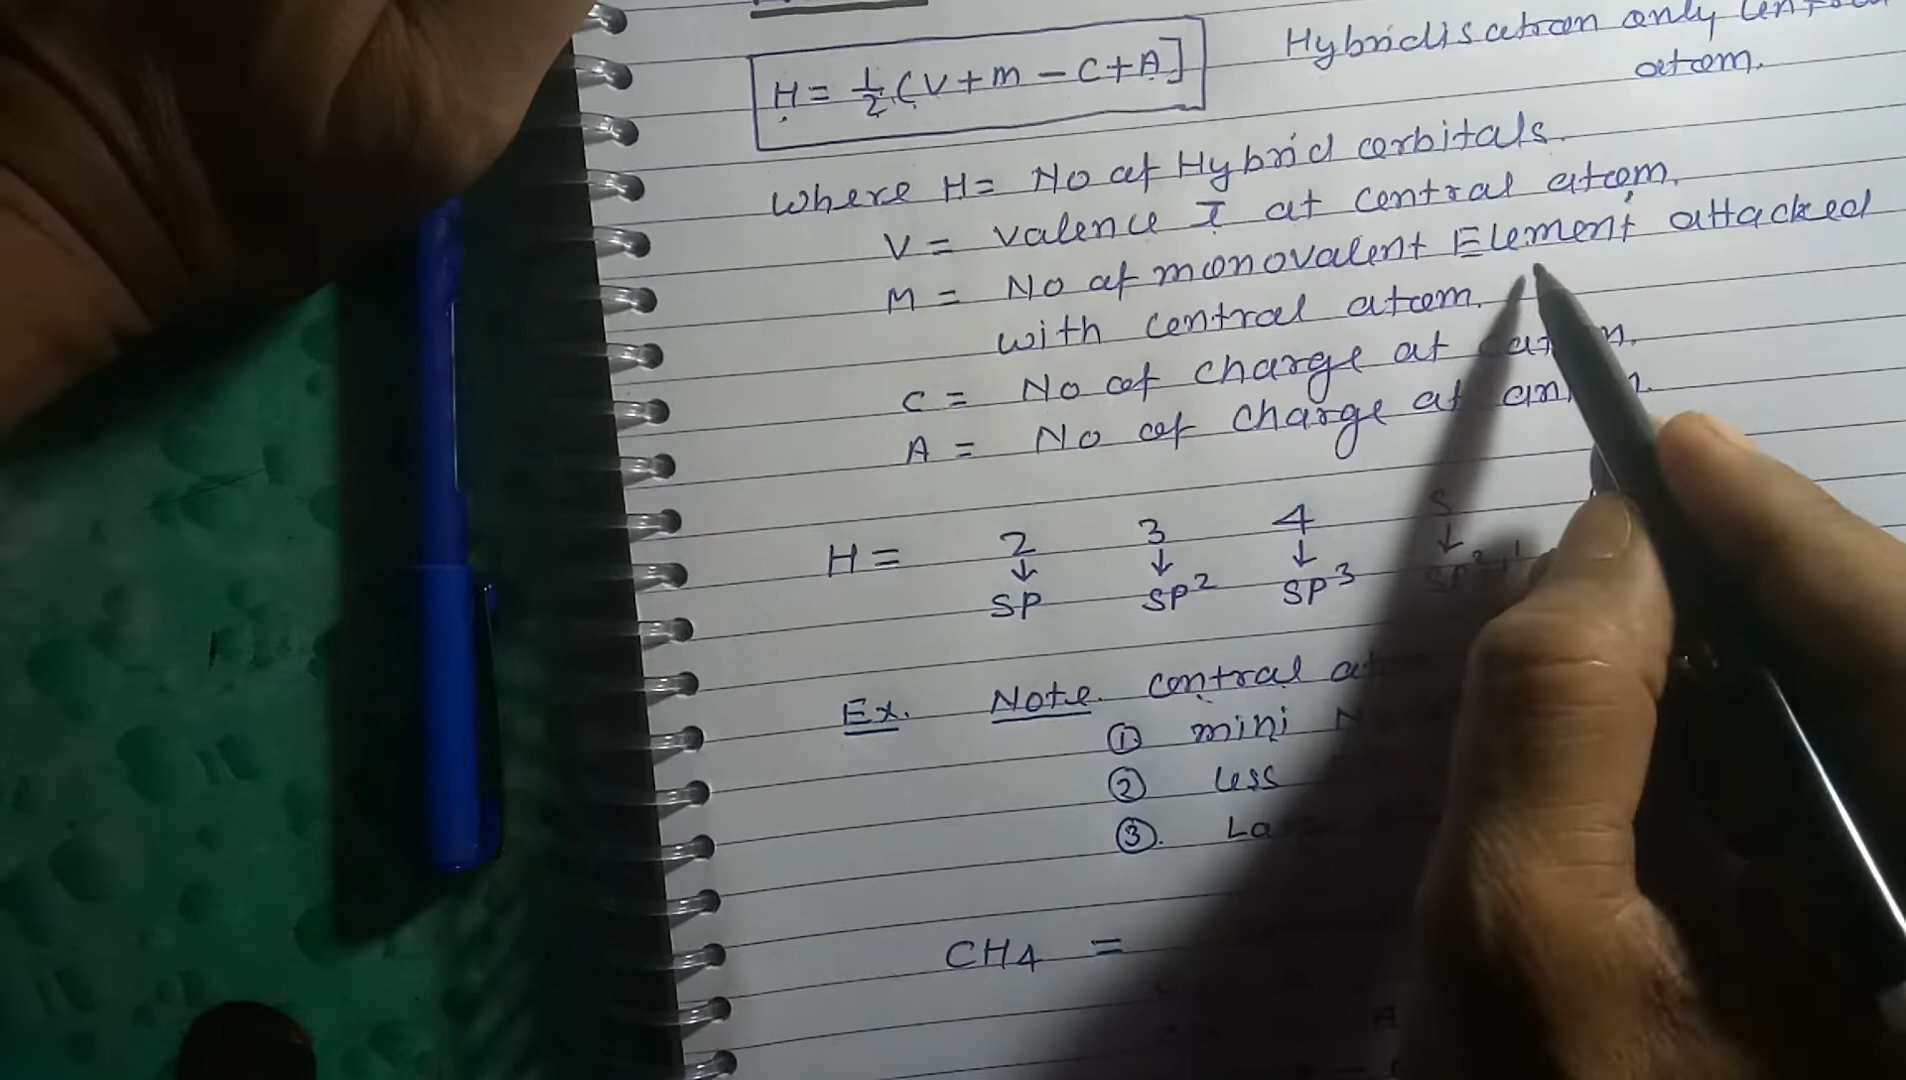 H = 1/2 (V + M - C + A]
Hybridisation only
atom.
where H = No of Hybrid orbitals.
V = valence I at central atom.
M = No of monovalent Element attacked
with central atom.
C = No of charge at
A = No of charge at
H = 2 3 4 5
↓ ↓ ↓ ↓
SP SP2 SP3
Ex. Note. central
① mini
② Less
③.
CH4 =